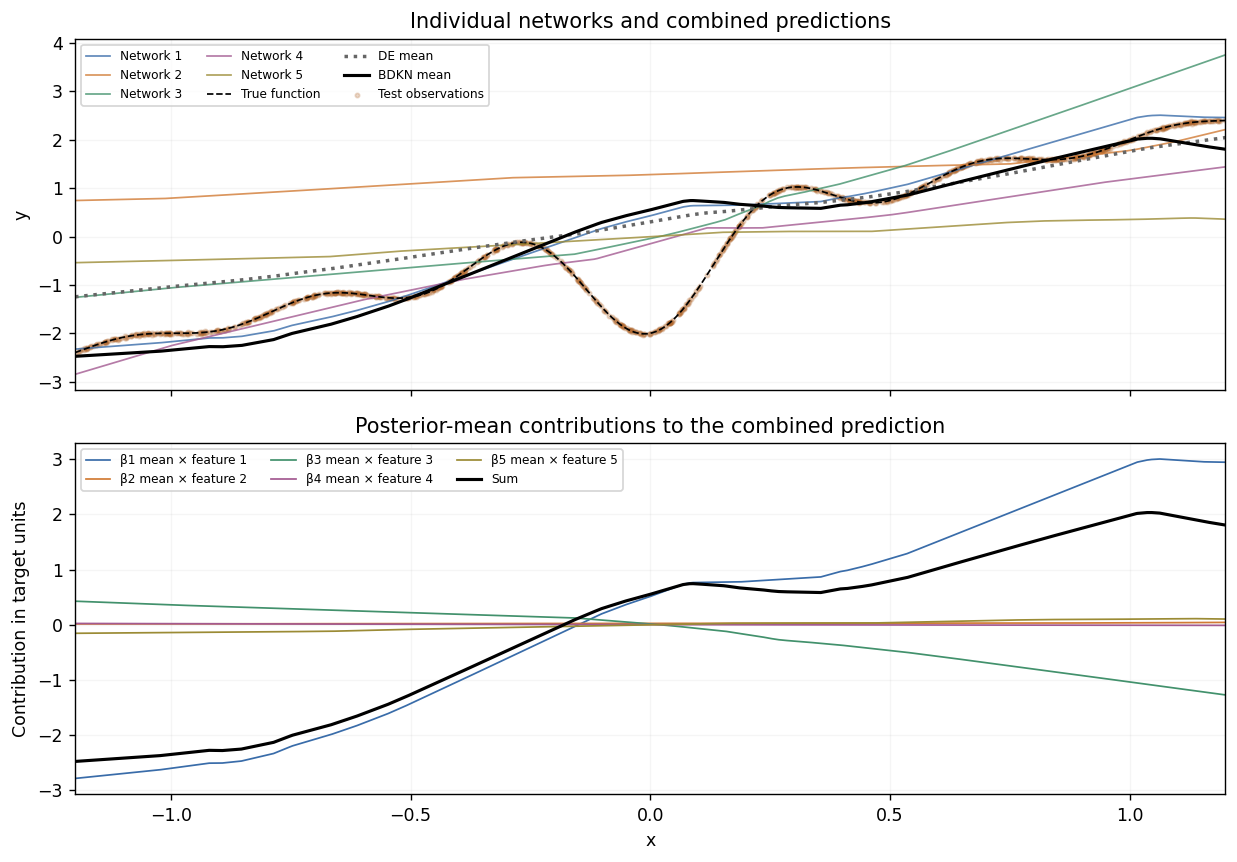 Individual networks and combined predictions
Network 1 Network 4 DE mean
Network 2 Network 5 BDKN mean
Network 3 True function Test observations
4
3
2
1
0
−1
−2
−3
y
Posterior-mean contributions to the combined prediction
β1 mean × feature 1 β3 mean × feature 3 β5 mean × feature 5
β2 mean × feature 2 β4 mean × feature 4 Sum
3
2
1
0
−1
−2
−3
Contribution in target units
−1.0 −0.5 0.0 0.5 1.0
x